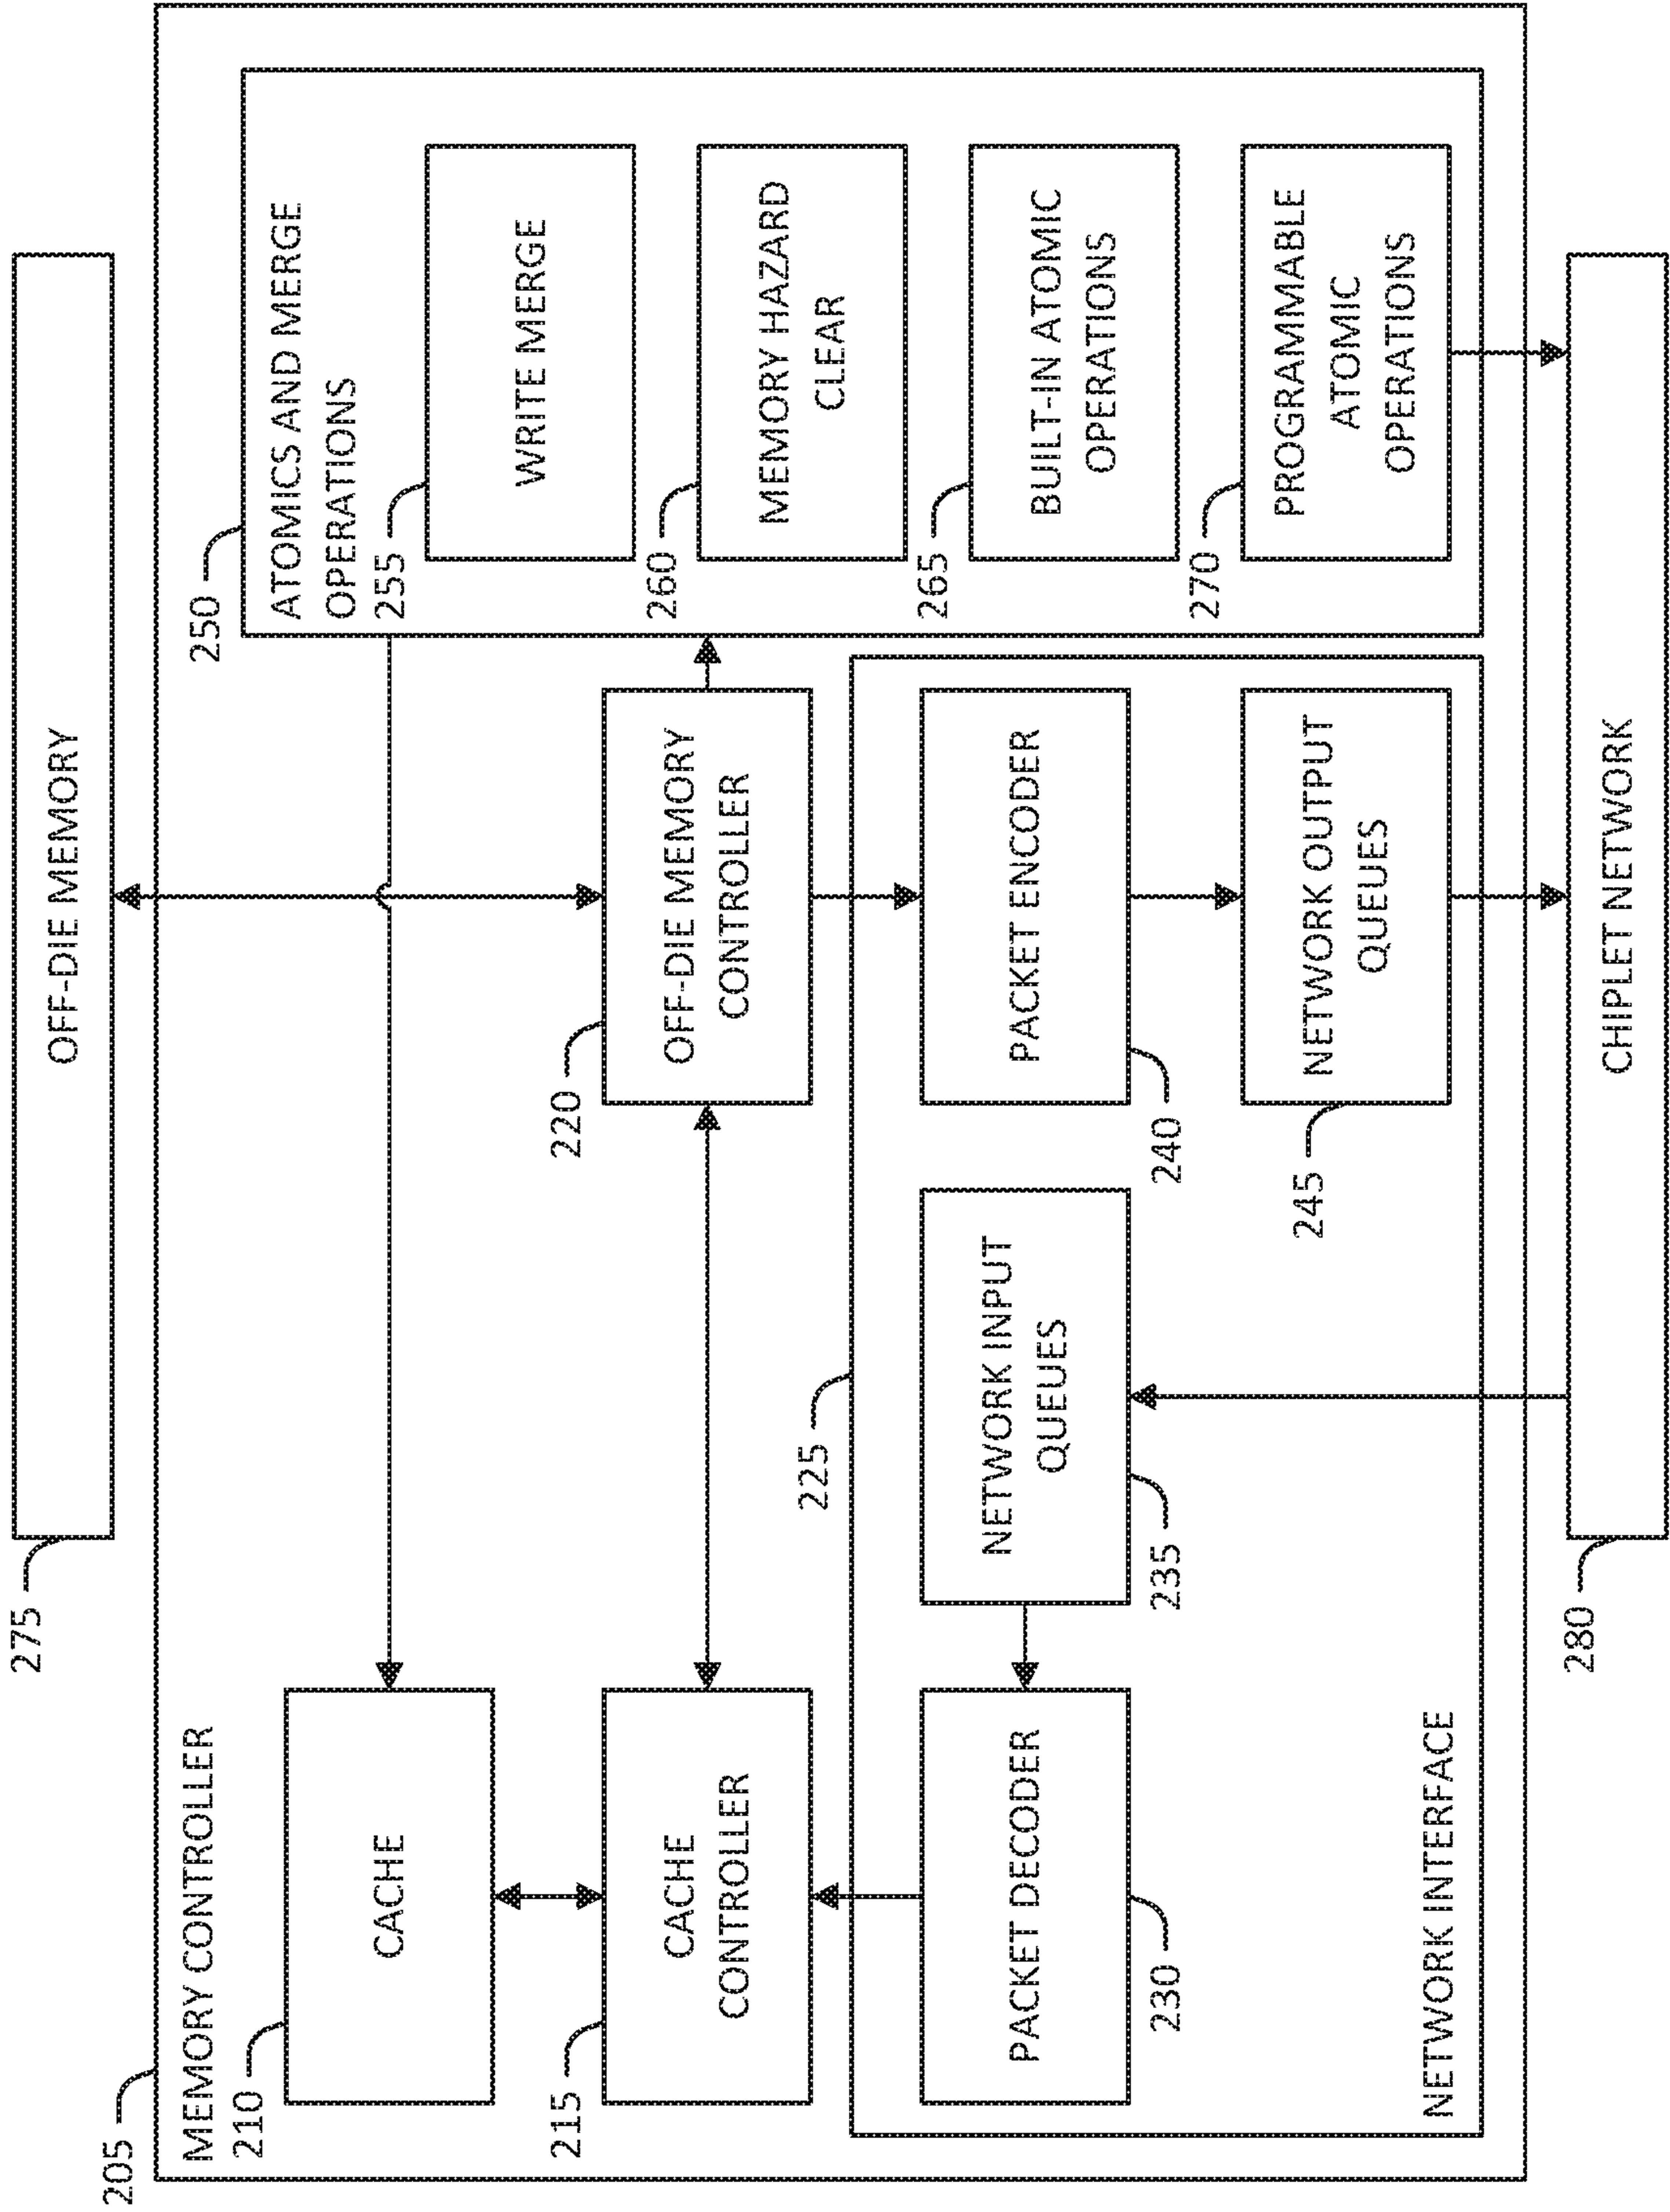 275
OFF-DIE MEMORY
205
MEMORY CONTROLLER
210
CACHE
215
CACHE
CONTROLLER
220
OFF-DIE MEMORY
CONTROLLER
225
230
PACKET DECODER
235
NETWORK INPUT
QUEUES
240
PACKET ENCODER
245
NETWORK OUTPUT
QUEUES
NETWORK INTERFACE
250
ATOMICS AND MERGE
OPERATIONS
255
WRITE MERGE
260
MEMORY HAZARD
CLEAR
265
BUILT-IN ATOMIC
OPERATIONS
270
PROGRAMMABLE
ATOMIC
OPERATIONS
280
CHIPLET NETWORK